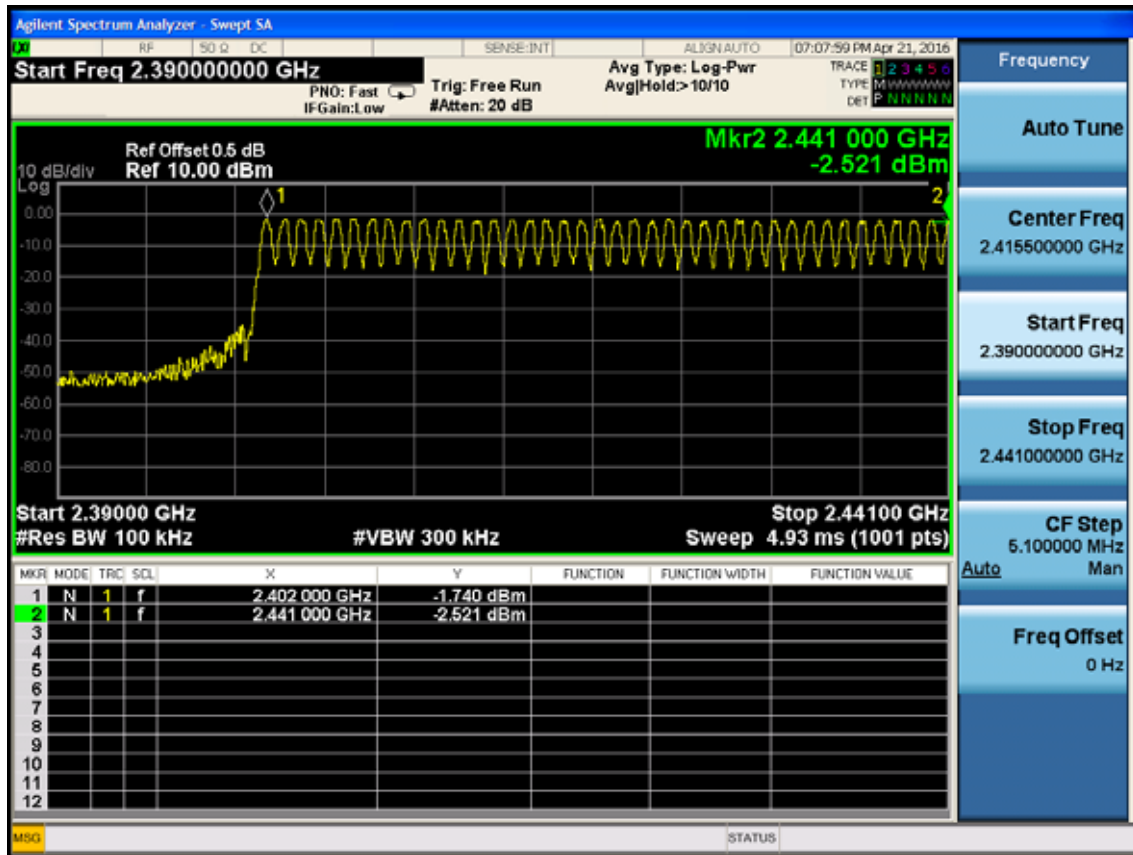 Agilent Spectrum Analyzer - Swept SA
RF 50 Ω DC SENSE:INT ALIGNAUTO 07:07:59 PM Apr 21, 2016
Start Freq 2.390000000 GHz
PNO: Fast
IFGain:Low
Trig: Free Run
#Atten: 20 dB
Avg Type: Log-Pwr
Avg|Hold:>10/10
TRACE 1 2 3 4 5 6
TYPE M
DET P N N N N N
Mkr2 2.441 000 GHz
-2.521 dBm
Ref Offset 0.5 dB
10 dB/div Ref 10.00 dBm
Log
1
2
0.00
-10.0
-20.0
-30.0
-40.0
-50.0
-60.0
-70.0
-80.0
Start 2.39000 GHz Stop 2.44100 GHz
#Res BW 100 kHz #VBW 300 kHz Sweep 4.93 ms (1001 pts)
MKR MODE TRC SCL X Y FUNCTION FUNCTION WIDTH FUNCTION VALUE
1 N 1 f 2.402 000 GHz -1.740 dBm
2 N 1 f 2.441 000 GHz -2.521 dBm
3
4
5
6
7
8
9
10
11
12
MSG STATUS
Frequency
Auto Tune
Center Freq
2.415500000 GHz
Start Freq
2.390000000 GHz
Stop Freq
2.441000000 GHz
CF Step
5.100000 MHz
Auto Man
Freq Offset
0 Hz